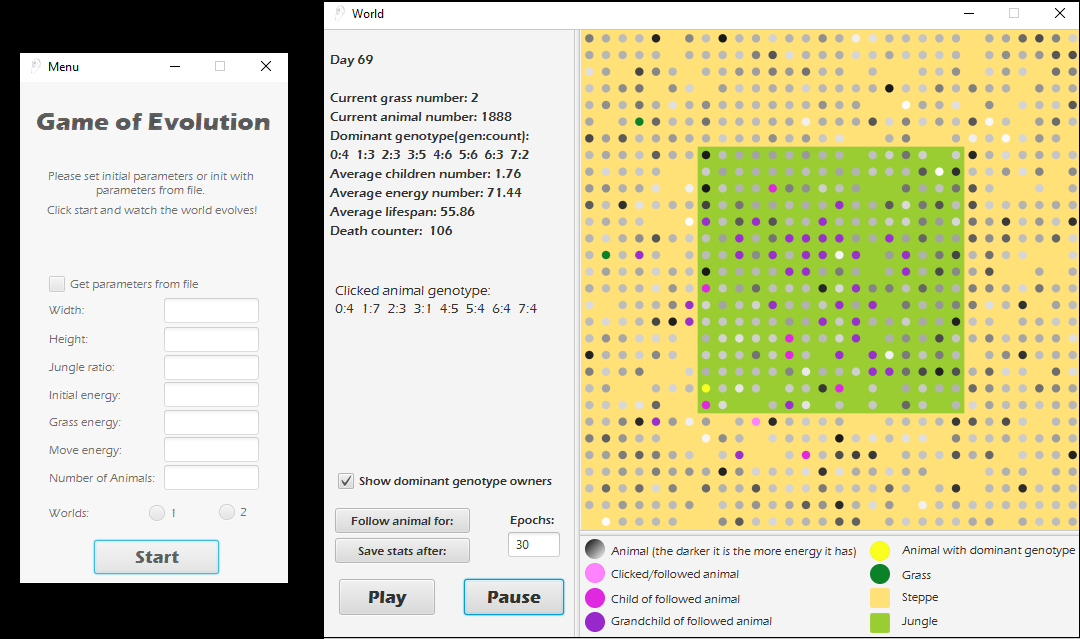 Menu
Game of Evolution
Please set initial parameters or init with
parameters from file.
Click start and watch the world evolves!
Get parameters from file
Width:
Height:
Jungle ratio:
Initial energy:
Grass energy:
Move energy:
Number of Animals:
Worlds: 1 2
Start
World
Day 69
Current grass number: 2
Current animal number: 1888
Dominant genotype(gen:count):
0:4 1:3 2:3 3:5 4:6 5:6 6:3 7:2
Average children number: 1.76
Average energy number: 71.44
Average lifespan: 55.86
Death counter: 106
Clicked animal genotype:
0:4 1:7 2:3 3:1 4:5 5:4 6:4 7:4
Show dominant genotype owners
Follow animal for:
Save stats after:
Epochs:
30
Play
Pause
Animal (the darker it is the more energy it has)
Clicked/followed animal
Child of followed animal
Grandchild of followed animal
Animal with dominant genotype
Grass
Steppe
Jungle